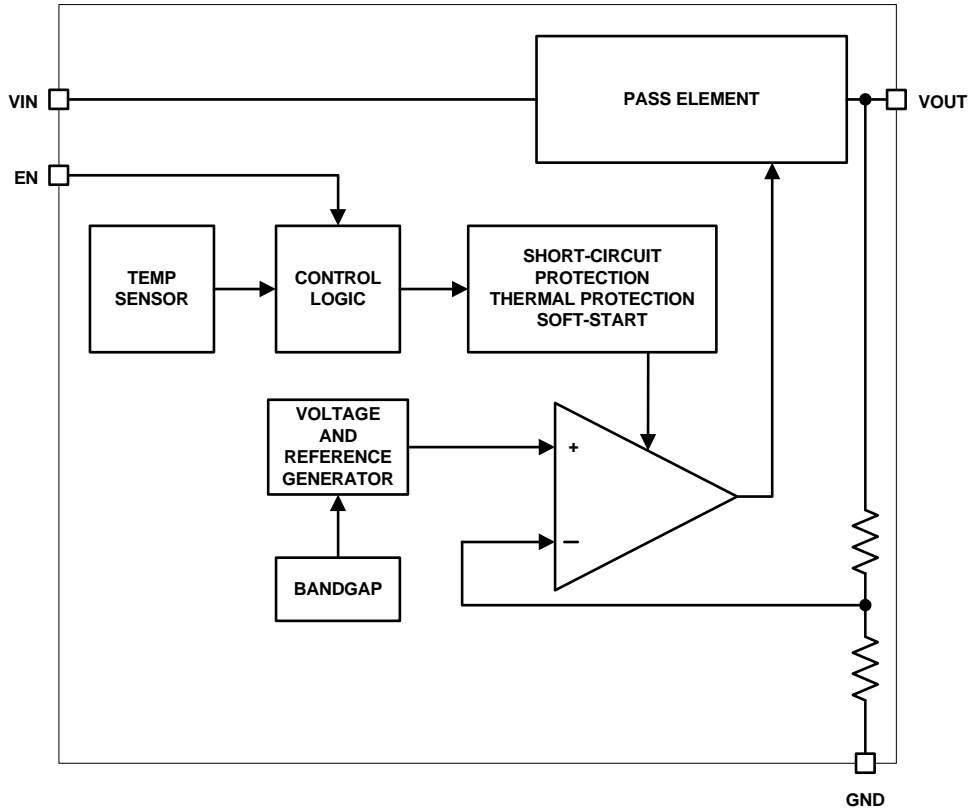 PASS ELEMENT
VIN
VOUT
EN
TEMP
SENSOR
CONTROL
LOGIC
SHORT-CIRCUIT
PROTECTION
THERMAL PROTECTION
SOFT-START
VOLTAGE
AND
REFERENCE
GENERATOR
+
−
BANDGAP
GND